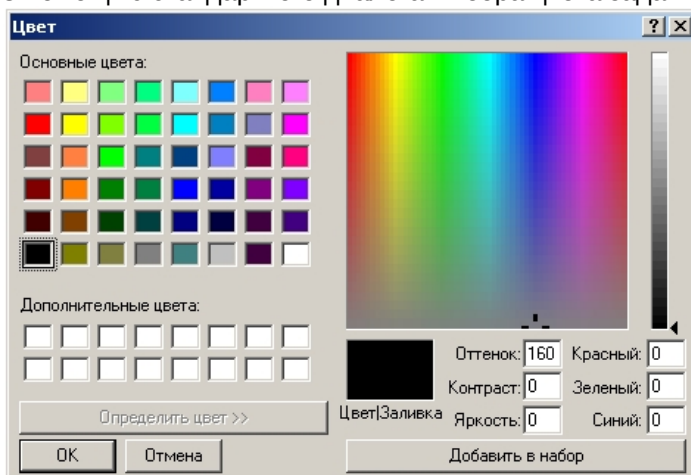 Цвет
Основные цвета:
Дополнительные цвета:
Определить цвет >>
ОК Отмена
Цвет|Заливка
Оттенок: 160 Красный: 0
Контраст: 0 Зеленый: 0
Яркость: 0 Синий: 0
Добавить в набор